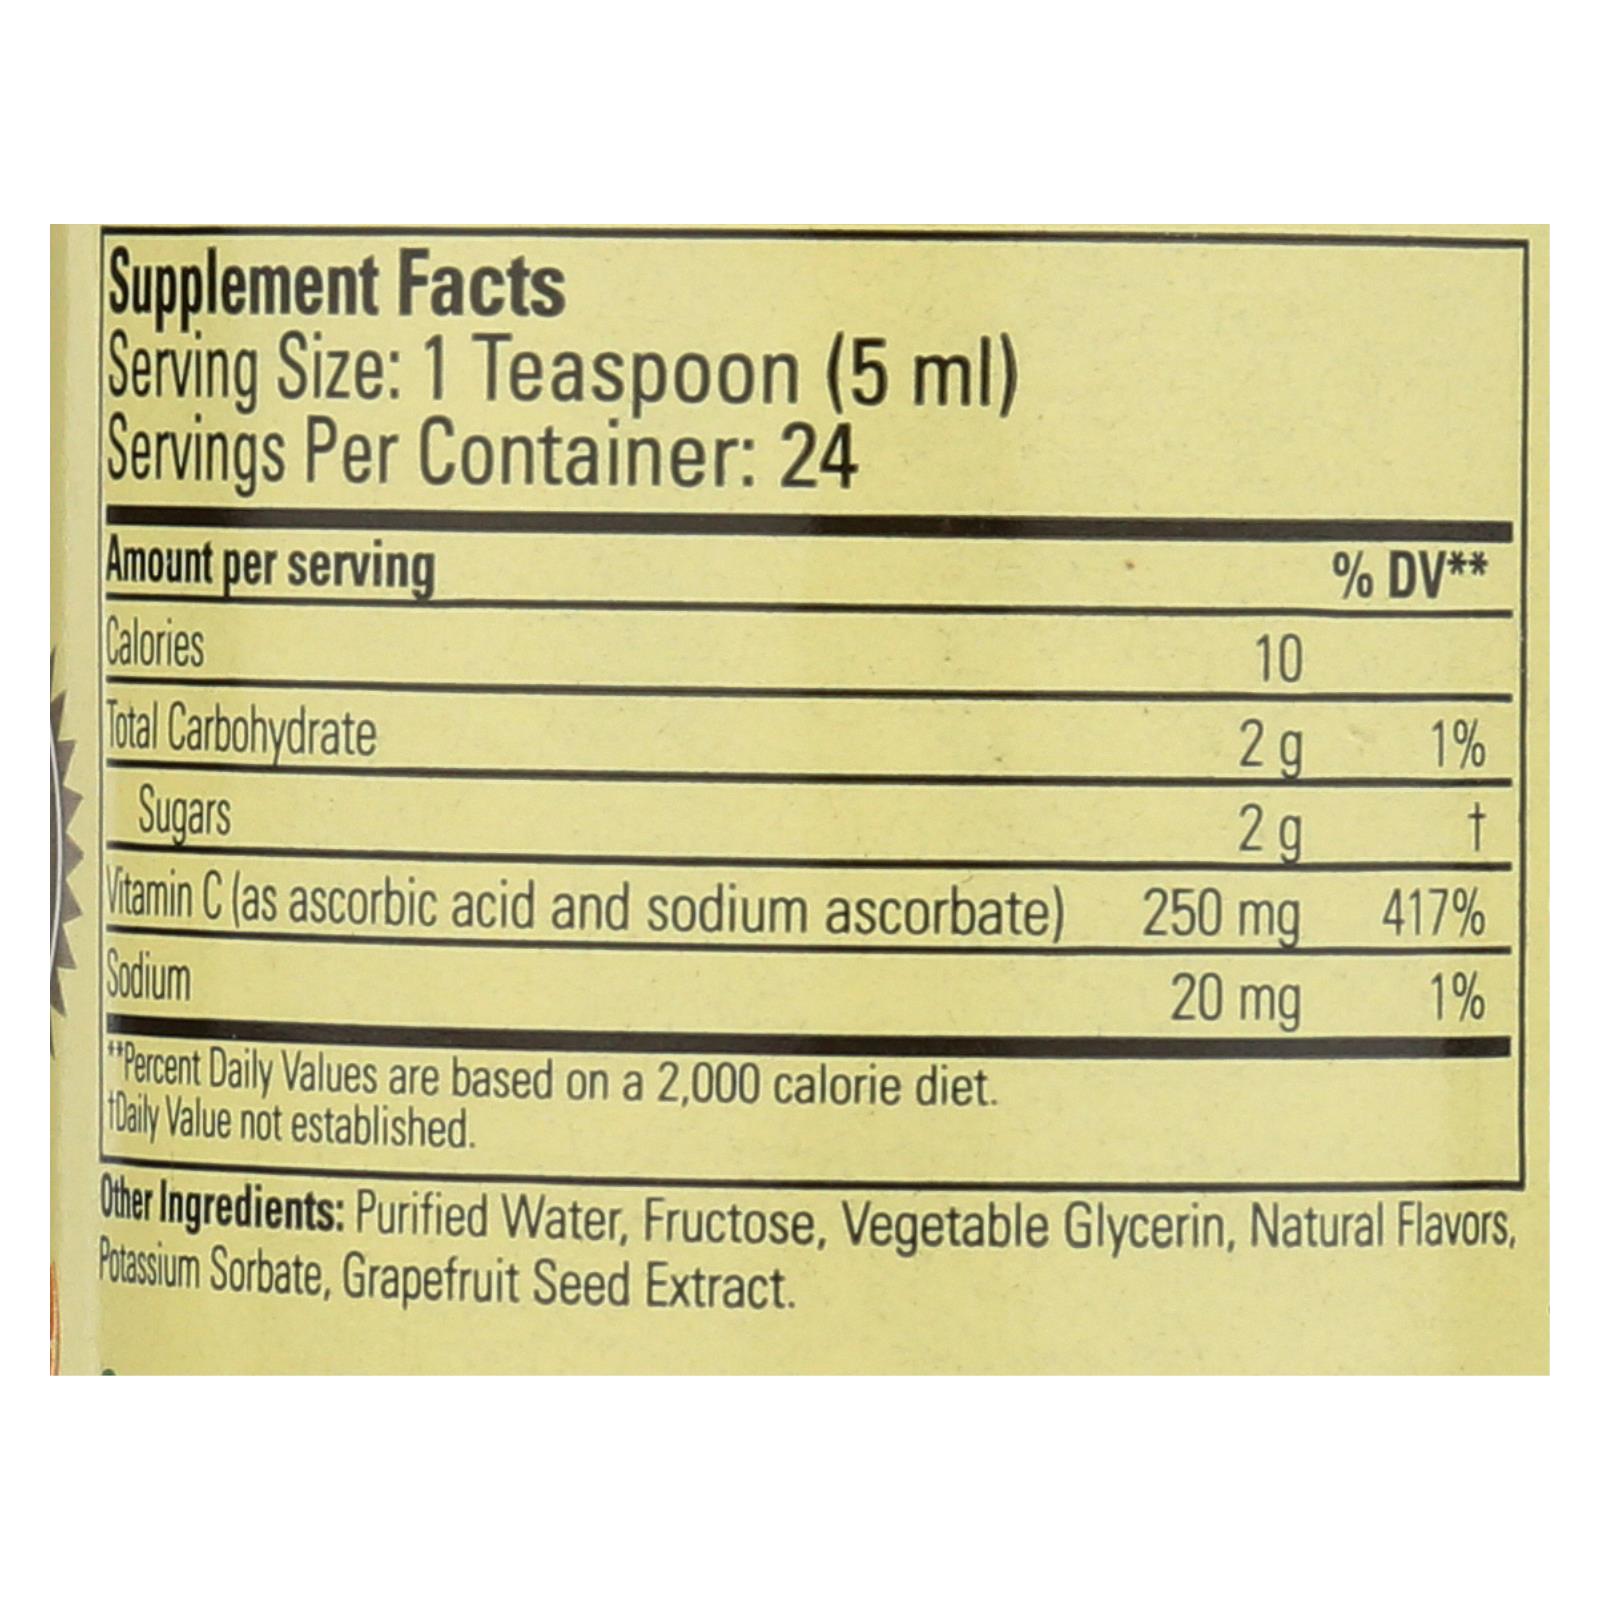 Supplement Facts
Serving Size: 1 Teaspoon (5 ml)
Servings Per Container: 24
Amount per serving % DV**
Calories 10
Total Carbohydrate 2 g 1%
Sugars 2 g †
Vitamin C (as ascorbic acid and sodium ascorbate) 250 mg 417%
Sodium 20 mg 1%
**Percent Daily Values are based on a 2,000 calorie diet.
†Daily Value not established.
Other Ingredients: Purified Water, Fructose, Vegetable Glycerin, Natural Flavors,
Potassium Sorbate, Grapefruit Seed Extract.